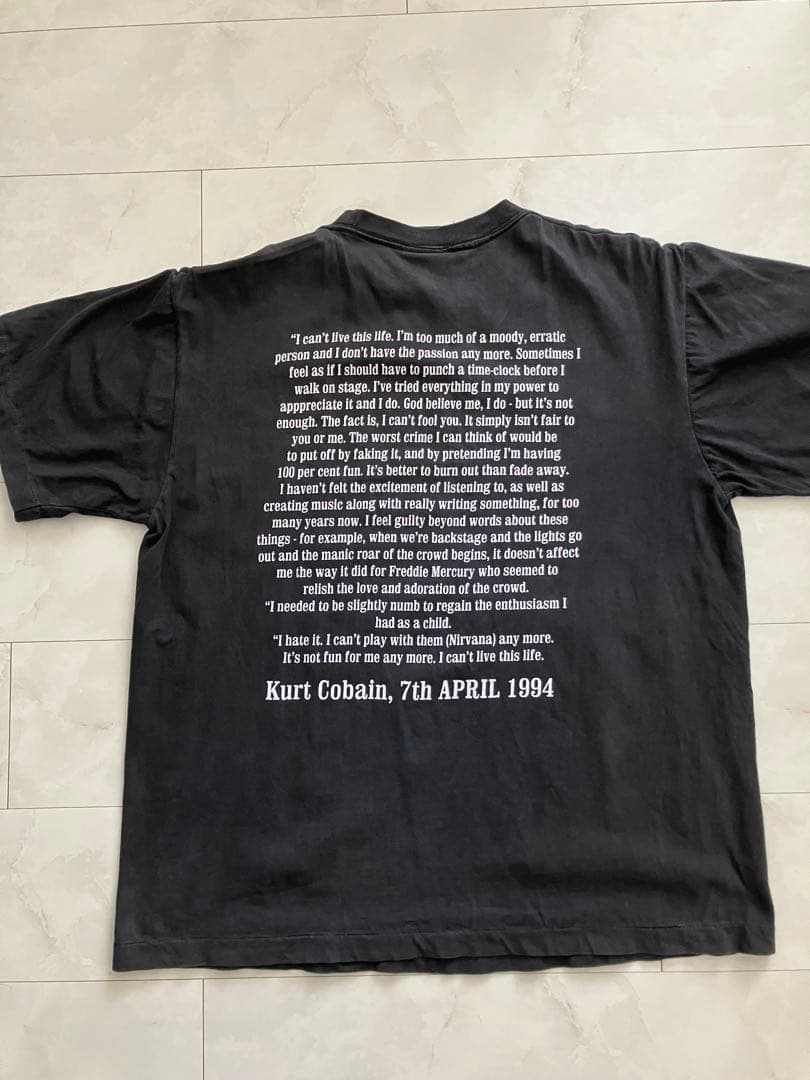 “I can't live this life. I'm too much of a moody, erratic
person and I don't have the passion any more. Sometimes I
feel as if I should have to punch a time-clock before I
walk on stage. I've tried everything in my power to
apppreciate it and I do. God believe me, I do - but it's not
enough. The fact is, I can't fool you. It simply isn't fair to
you or me. The worst crime I can think of would be
to put off by faking it, and by pretending I'm having
100 per cent fun. It's better to burn out than fade away.
I haven't felt the excitement of listening to, as well as
creating music along with really writing something, for too
many years now. I feel guilty beyond words about these
things - for example, when we're backstage and the lights go
out and the manic roar of the crowd begins, it doesn't affect
me the way it did for Freddie Mercury who seemed to
relish the love and adoration of the crowd.
“I needed to be slightly numb to regain the enthusiasm I
had as a child.
“I hate it. I can't play with them (Nirvana) any more.
It's not fun for me any more. I can't live this life.
Kurt Cobain, 7th APRIL 1994